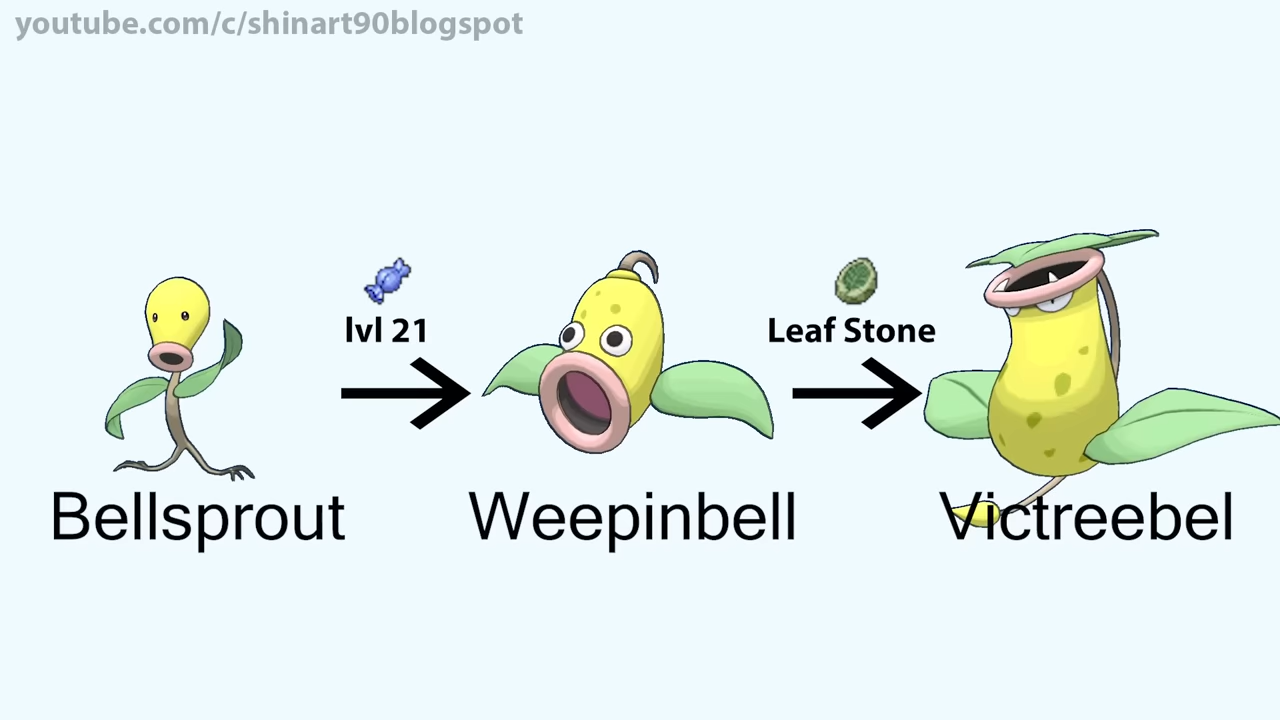 youtube.com/c/shinart90blogspot
lvl 21
Leaf Stone
Bellsprout
Weepinbell
Victreebel